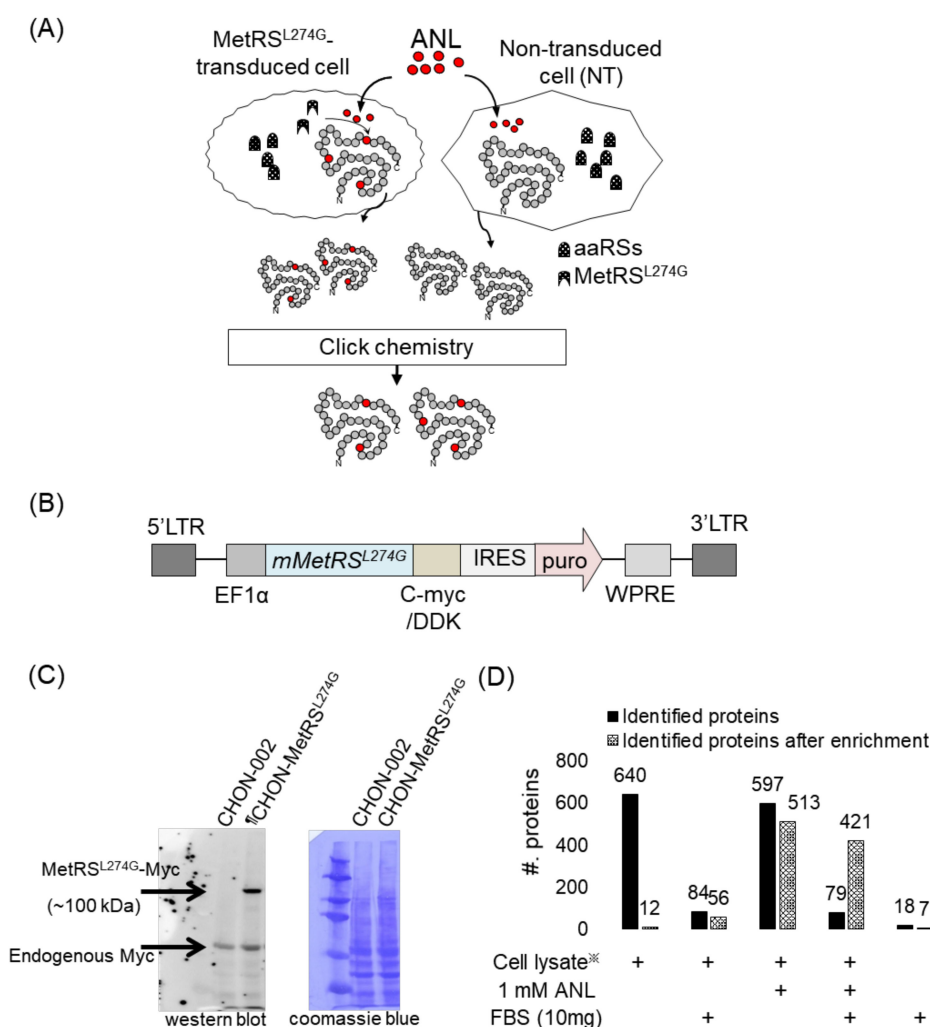 (A)
MetRS^L274G-
transduced cell
ANL
Non-transduced
cell (NT)
C
N
C
N
aaRSs
MetRS^L274G
C
N
C
N
C
N
C
N
Click chemistry
C
N
C
N
(B)
5'LTR
3'LTR
mMetRS^L274G
IRES
puro
EF1α
C-myc
/DDK
WPRE
(C)
CHON-002
¶CHON-MetRS^L274G
CHON-002
CHON-MetRS^L274G
MetRS^L274G-Myc
(~100 kDa)
Endogenous Myc
western blot
coomassie blue
(D)
Identified proteins
Identified proteins after enrichment
#. proteins
800
600
400
200
0
640
12
84
56
597
513
79
421
18
7
Cell lysate※ + + + +
1 mM ANL + +
FBS (10mg) + + +